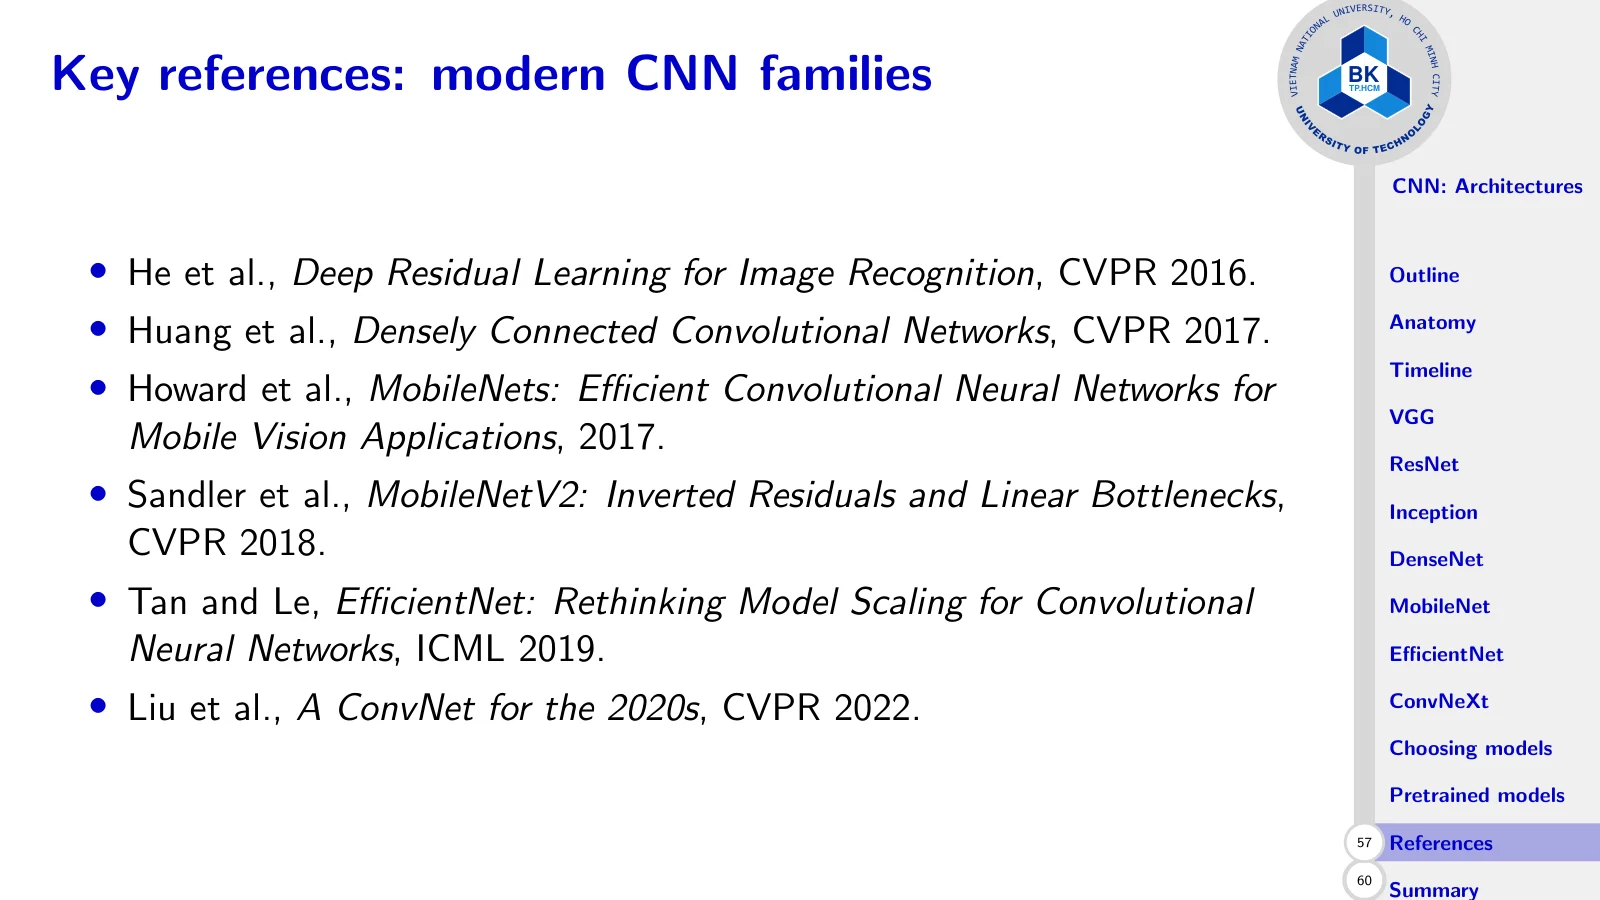 Key references: modern CNN families
• He et al., Deep Residual Learning for Image Recognition, CVPR 2016.
• Huang et al., Densely Connected Convolutional Networks, CVPR 2017.
• Howard et al., MobileNets: Efficient Convolutional Neural Networks for
Mobile Vision Applications, 2017.
• Sandler et al., MobileNetV2: Inverted Residuals and Linear Bottlenecks,
CVPR 2018.
• Tan and Le, EfficientNet: Rethinking Model Scaling for Convolutional
Neural Networks, ICML 2019.
• Liu et al., A ConvNet for the 2020s, CVPR 2022.
VIETNAM NATIONAL UNIVERSITY, HO CHI MINH CITY
BK
TP.HCM
UNIVERSITY OF TECHNOLOGY
CNN: Architectures
Outline
Anatomy
Timeline
VGG
ResNet
Inception
DenseNet
MobileNet
EfficientNet
ConvNeXt
Choosing models
Pretrained models
57 References
60 Summary